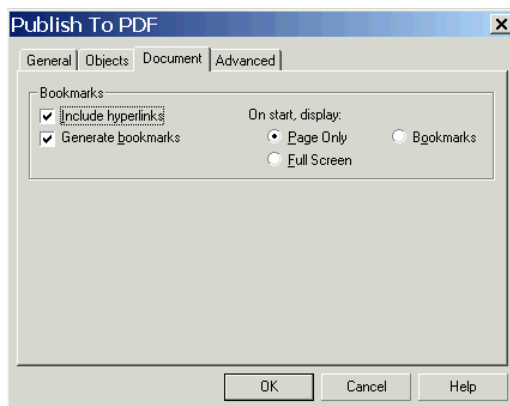 Publish To PDF
General Objects Document Advanced
Bookmarks
Include hyperlinks On start, display:
Generate bookmarks Page Only Bookmarks
Full Screen
OK Cancel Help